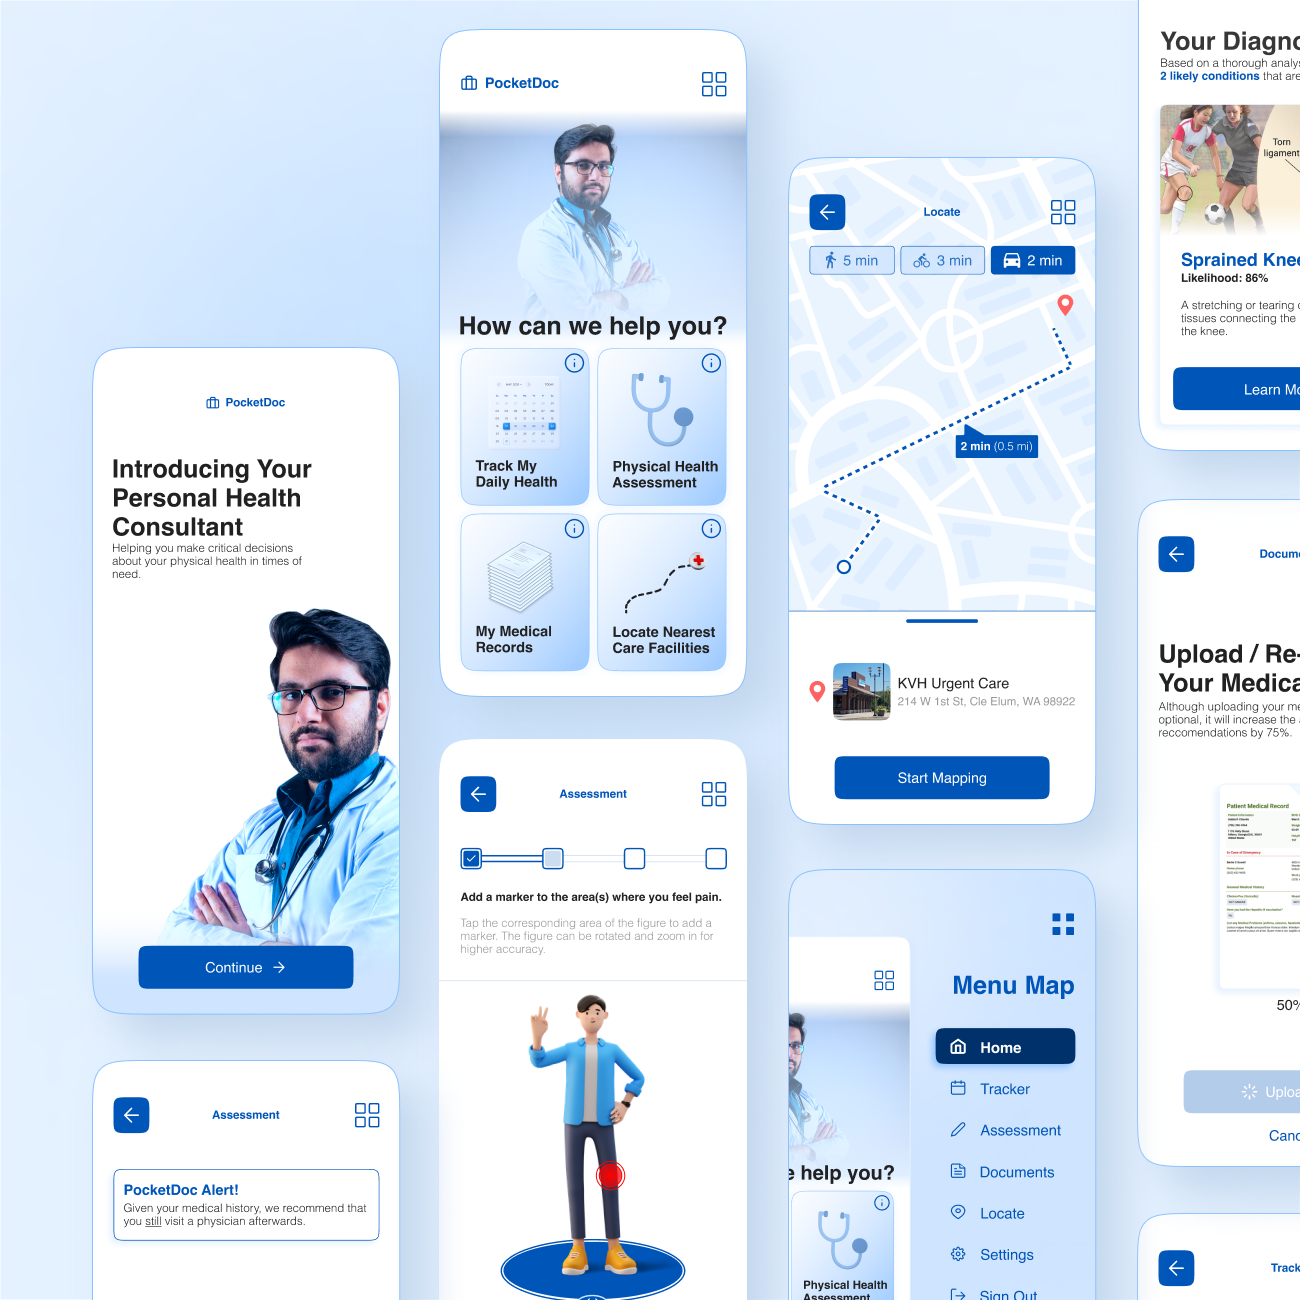 PocketDoc
Introducing Your
Personal Health
Consultant
Helping you make critical decisions
about your physical health in times of
need.
Continue
Assessment
PocketDoc Alert!
Given your medical history, we recommend that
you still visit a physician afterwards.
PocketDoc
How can we help you?
Track My
Daily Health
Physical Health
Assessment
My Medical
Records
Locate Nearest
Care Facilities
Assessment
Add a marker to the area(s) where you feel pain.
Tap the corresponding area of the figure to add a
marker. The figure can be rotated and zoom in for
higher accuracy.
Locate
5 min
3 min
2 min
2 min (0.5 mi)
KVH Urgent Care
214 W 1st St, Cle Elum, WA 98922
Start Mapping
Menu Map
Home
Tracker
Assessment
Documents
Locate
Settings
Sign Out
e help you?
Physical Health
Assessment
Your Diagno
Based on a thorough analys
2 likely conditions that are
Torn
ligament
Sprained Knee
Likelihood: 86%
A stretching or tearing o
tissues connecting the
the knee.
Learn Mo
Docume
Upload / Re-
Your Medica
Although uploading your me
optional, it will increase the
reccomendations by 75%.
Patient Medical Record
50%
Uploa
Canc
Track